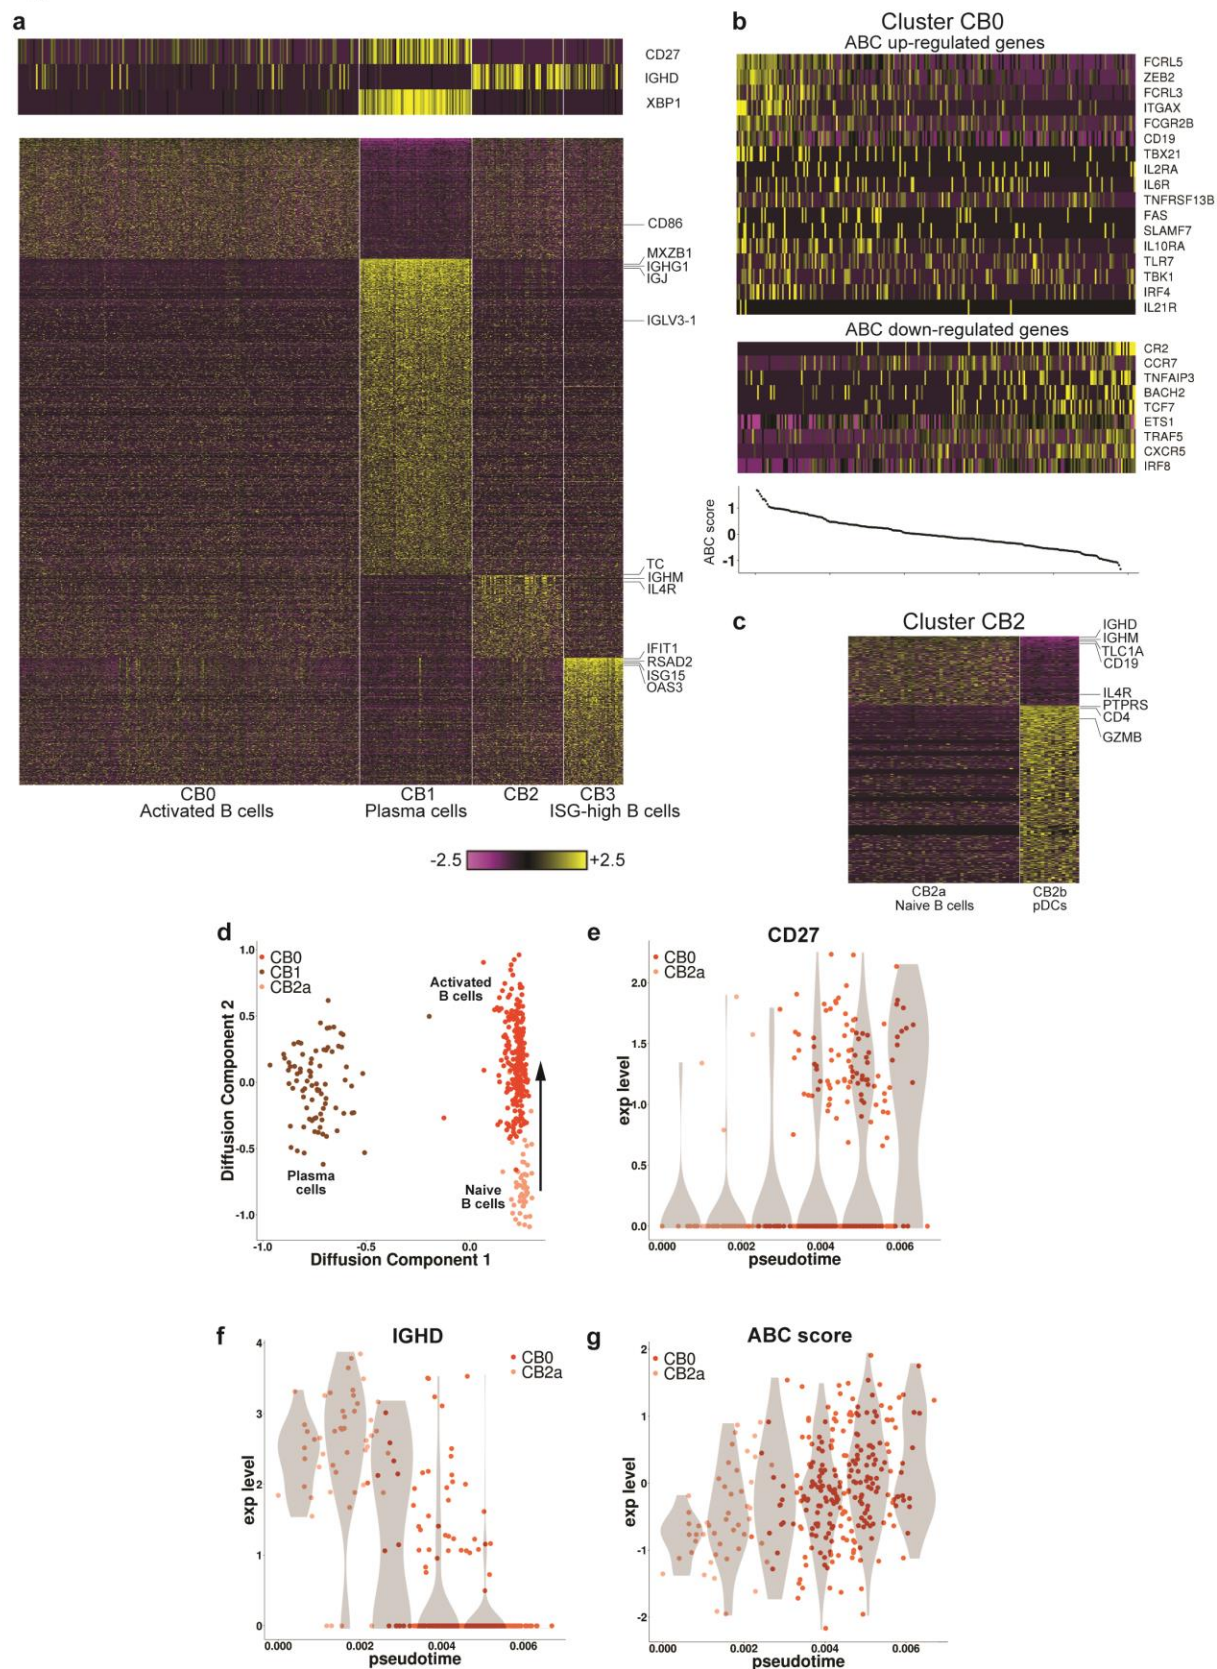 a
CD27
IGHD
XBP1
CD86
MXZB1
IGHG1
IGJ
IGLV3-1
TC
IGHM
IL4R
IFIT1
RSAD2
ISG15
OAS3
CB0
Activated B cells
CB1
Plasma cells
CB2
CB3
ISG-high B cells
-2.5
+2.5
b
Cluster CB0
ABC up-regulated genes
FCRL5
ZEB2
FCRL3
ITGAX
FCGR2B
CD19
TBX21
IL2RA
IL6R
TNFRSF13B
FAS
SLAMF7
IL10RA
TLR7
TBK1
IRF4
IL21R
ABC down-regulated genes
CR2
CCR7
TNFAIP3
BACH2
TCF7
ETS1
TRAF5
CXCR5
IRF8
ABC score
1
0
-1
c
Cluster CB2
IGHD
IGHM
TLC1A
CD19
IL4R
PTPRS
CD4
GZMB
CB2a
Naive B cells
CB2b
pDCs
d
CB0
CB1
CB2a
Activated
B cells
Plasma
cells
Naive
B cells
Diffusion Component 2
1.0
0.5
0.0
-0.5
-1.0
-1.0
-0.5
0.0
Diffusion Component 1
e
CD27
CB0
CB2a
exp level
2.0
1.5
1.0
0.5
0.0
0.000
0.002
0.004
0.006
pseudotime
f
IGHD
CB0
CB2a
exp level
4
3
2
1
0
0.000
0.002
0.004
0.006
pseudotime
g
ABC score
CB0
CB2a
exp level
2
1
0
-1
-2
0.000
0.002
0.004
0.006
pseudotime